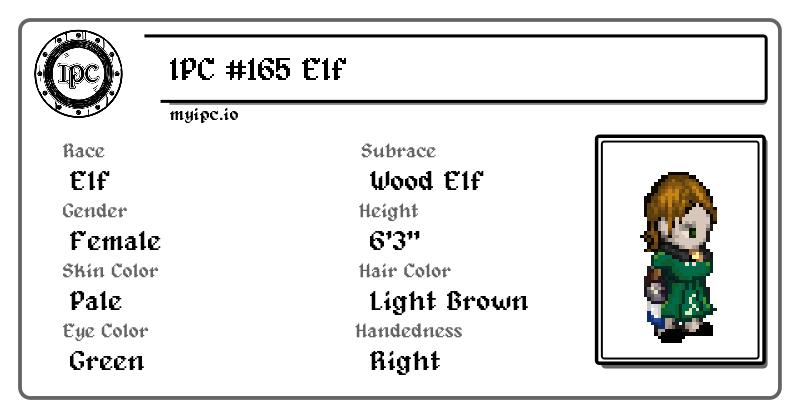 IPC
IPC #165 Elf
myipc.io
Race
Elf
Subrace
Wood Elf
Gender
Female
Height
6'3"
Skin Color
Pale
Hair Color
Light Brown
Eye Color
Green
Handedness
Right